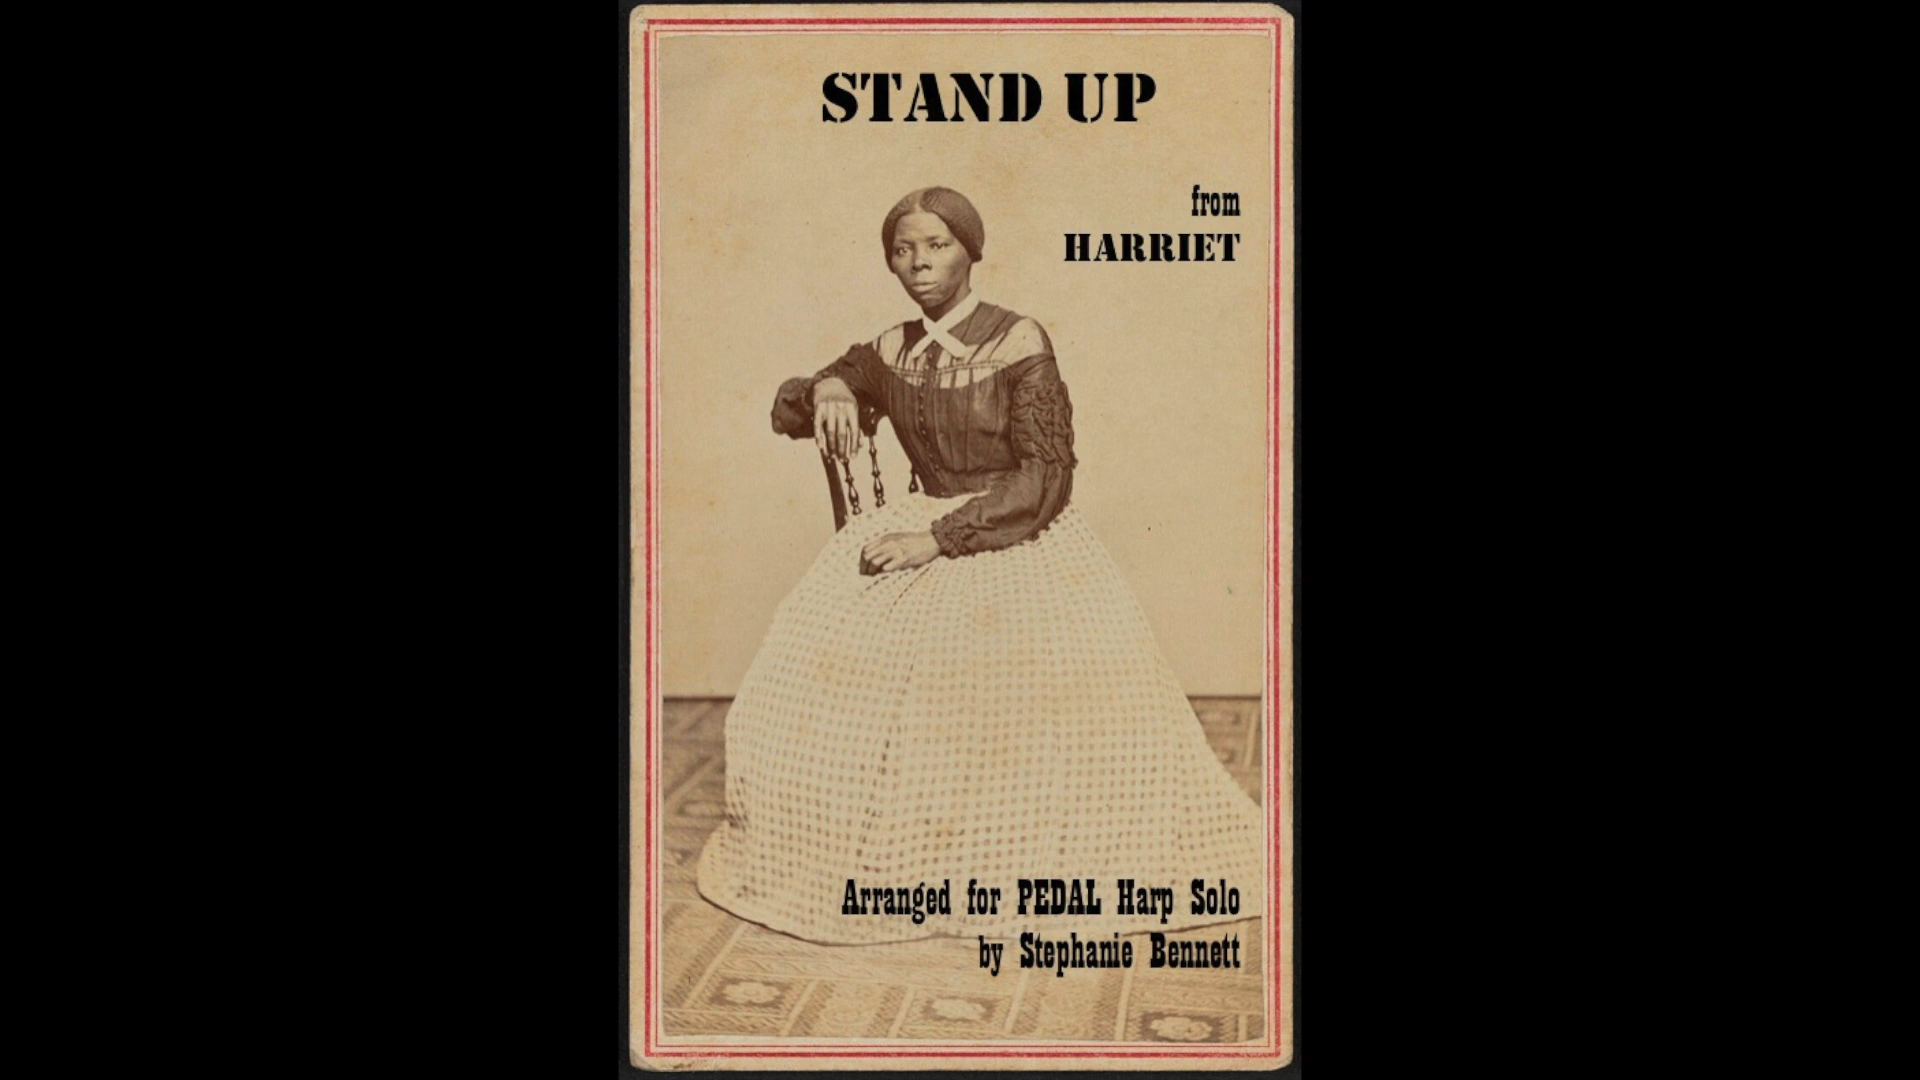 STAND UP
from
HARRIET
Arranged for PEDAL Harp Solo
by Stephanie Bennett